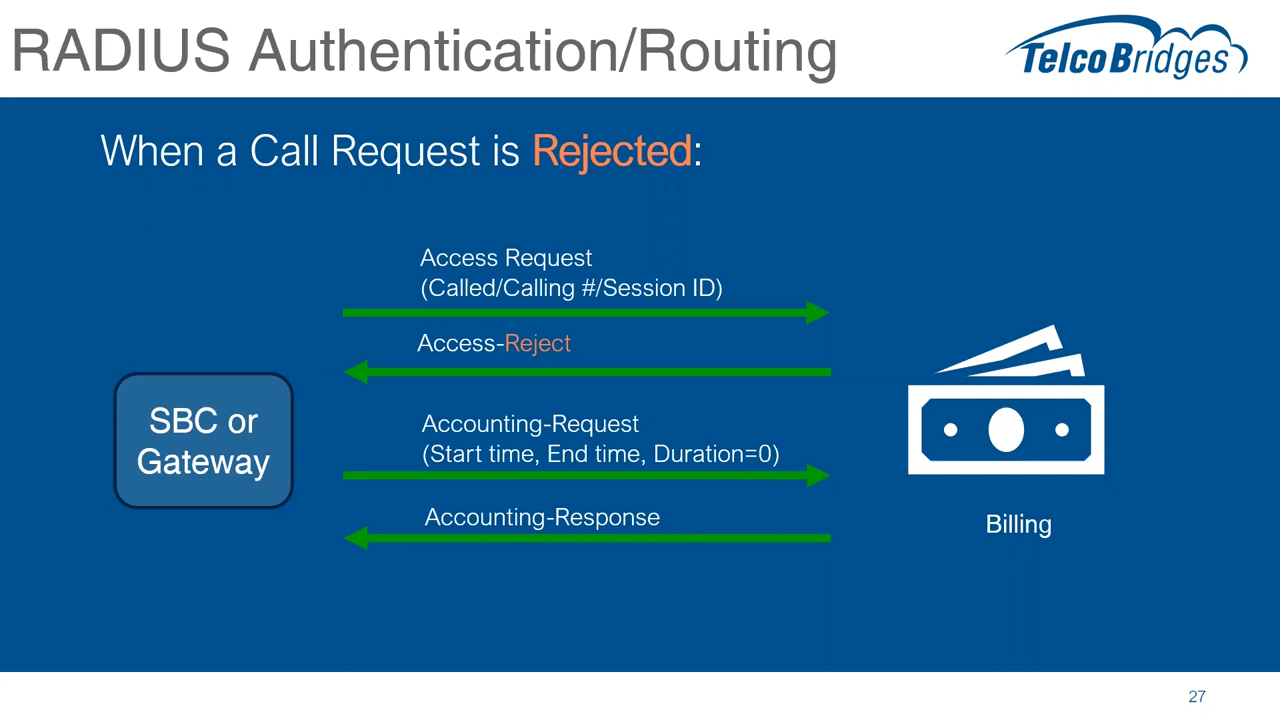 RADIUS Authentication/Routing
TelcoBridges
When a Call Request is Rejected:
Access Request
(Called/Calling #/Session ID)
Access-Reject
SBC or
Gateway
Accounting-Request
(Start time, End time, Duration=0)
Accounting-Response
Billing
27